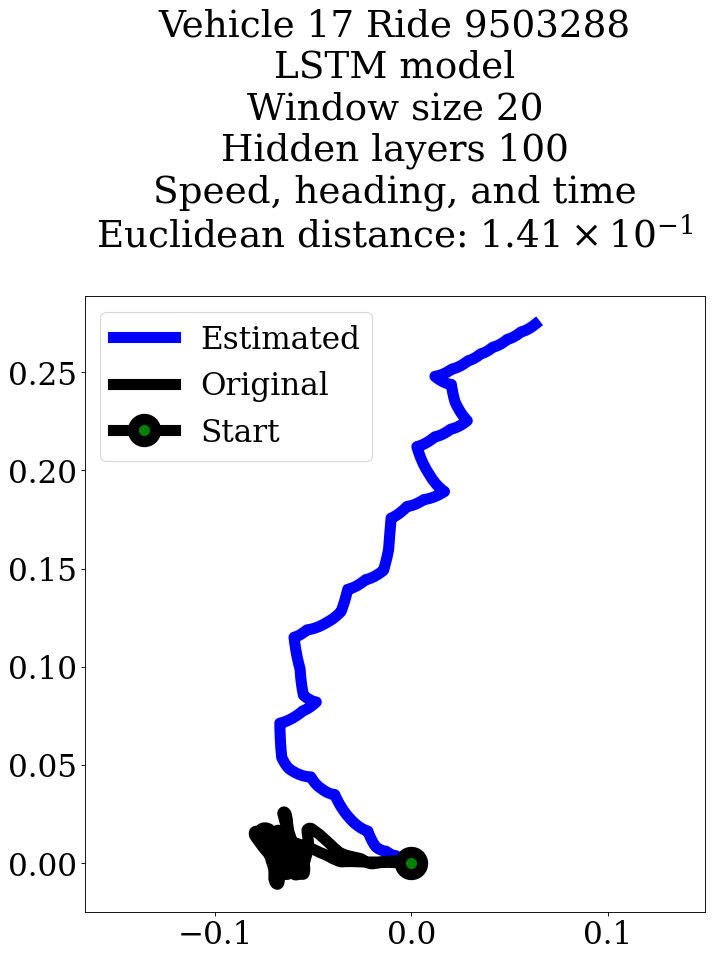 Vehicle 17 Ride 9503288
LSTM model
Window size 20
Hidden layers 100
Speed, heading, and time
Euclidean distance: 1.41 × 10⁻¹
Estimated
Original
Start
0.25
0.20
0.15
0.10
0.05
0.00
−0.1 0.0 0.1